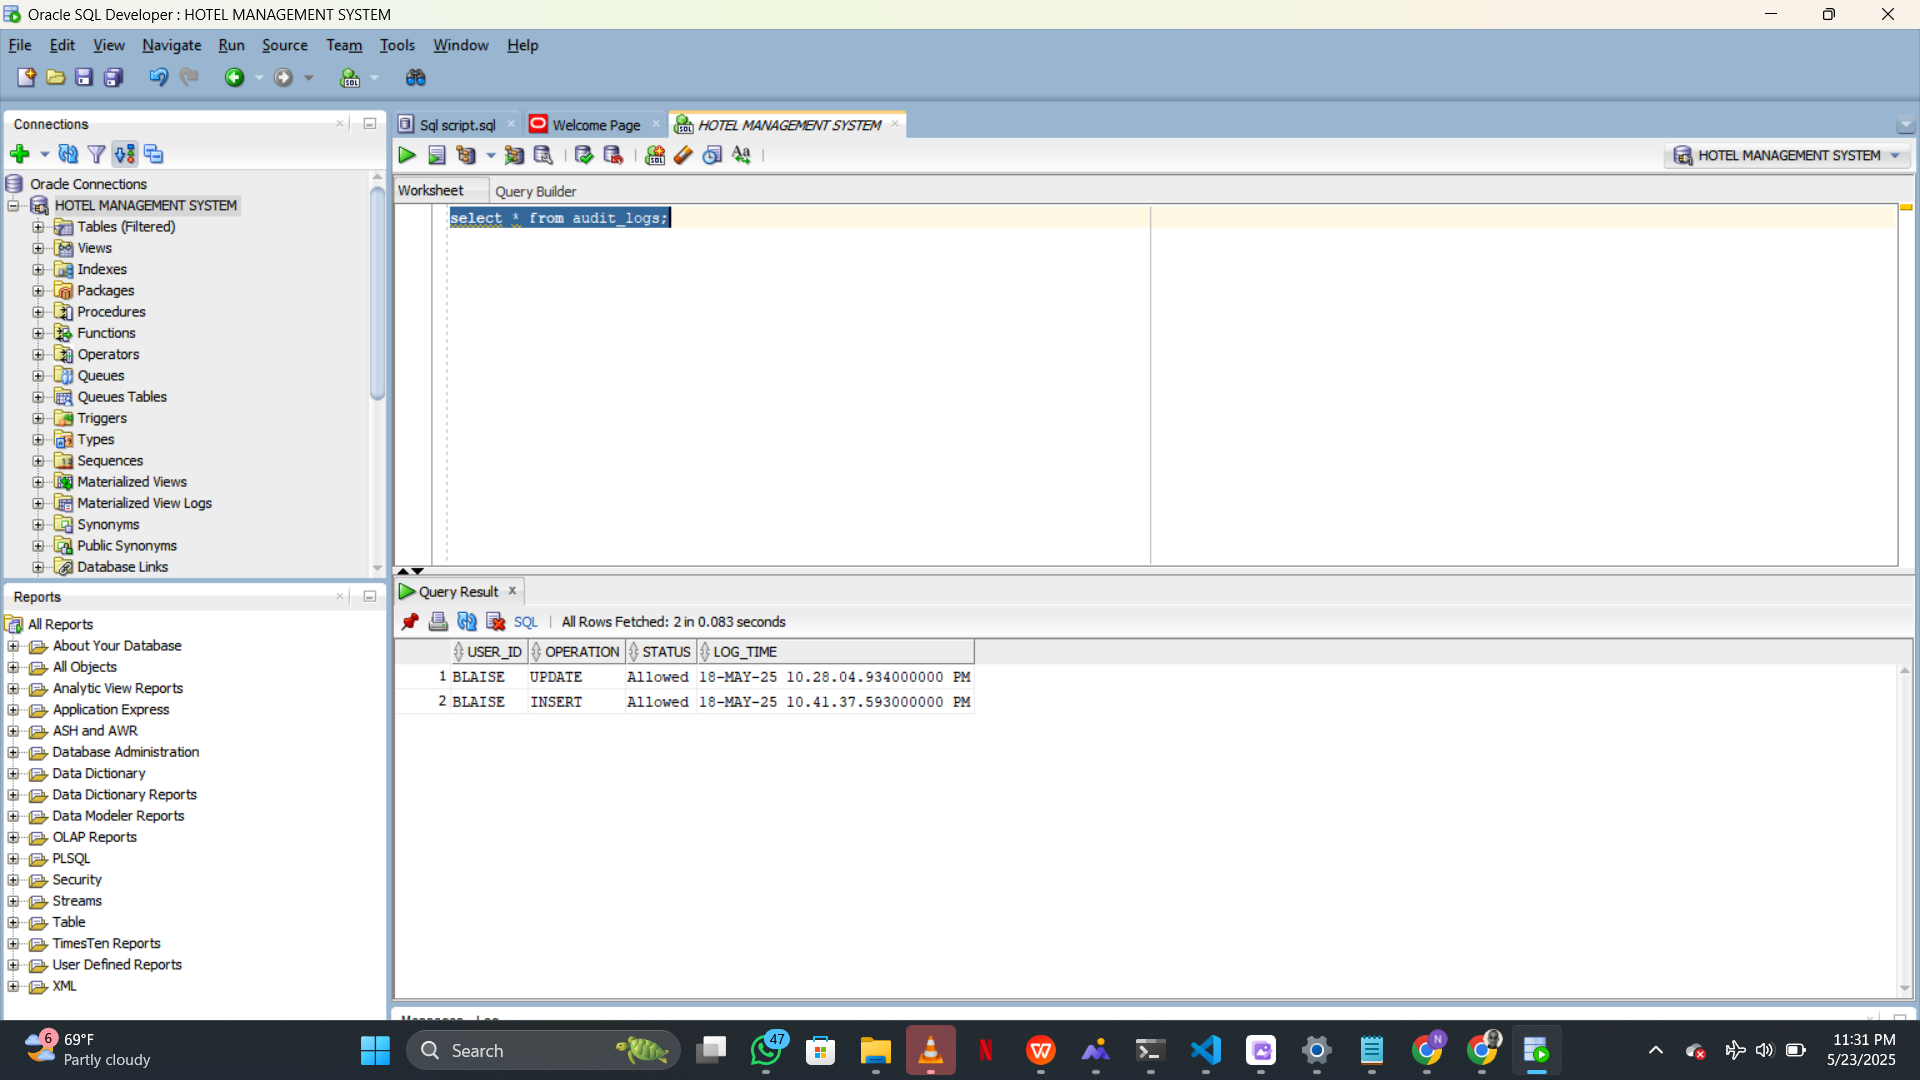 Oracle SQL Developer : HOTEL MANAGEMENT SYSTEM
File Edit View Navigate Run Source Team Tools Window Help
Connections
Oracle Connections
HOTEL MANAGEMENT SYSTEM
Tables (Filtered)
Views
Indexes
Packages
Procedures
Functions
Operators
Queues
Queues Tables
Triggers
Types
Sequences
Materialized Views
Materialized View Logs
Synonyms
Public Synonyms
Database Links
Reports
All Reports
About Your Database
All Objects
Analytic View Reports
Application Express
ASH and AWR
Database Administration
Data Dictionary
Data Dictionary Reports
Data Modeler Reports
OLAP Reports
PLSQL
Security
Streams
Table
TimesTen Reports
User Defined Reports
XML
Sql script.sql Welcome Page HOTEL MANAGEMENT SYSTEM
HOTEL MANAGEMENT SYSTEM
Worksheet Query Builder
select * from audit_logs;
Query Result
SQL | All Rows Fetched: 2 in 0.083 seconds
USER_ID OPERATION STATUS LOG_TIME
1 BLAISE UPDATE Allowed 18-MAY-25 10.28.04.934000000 PM
2 BLAISE INSERT Allowed 18-MAY-25 10.41.37.593000000 PM
6 69°F
Partly cloudy
Search
47
N
11:31 PM
5/23/2025